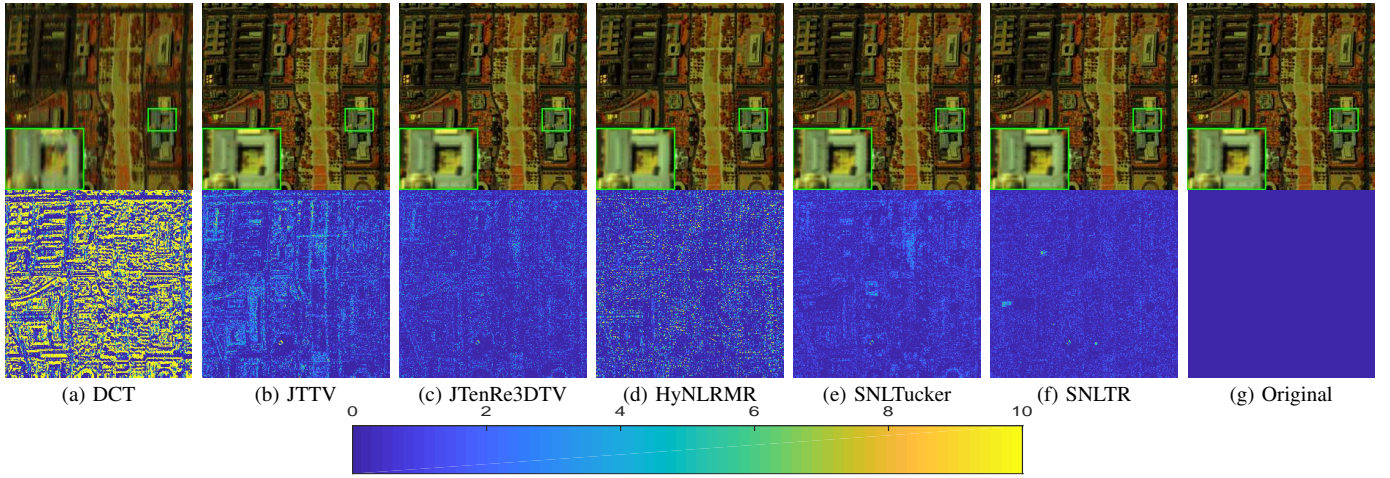 (a) DCT (b) JTTV (c) JTenRe3DTV (d) HyNLRMR (e) SNLTucker (f) SNLTR (g) Original
0 2 4 6 8 10